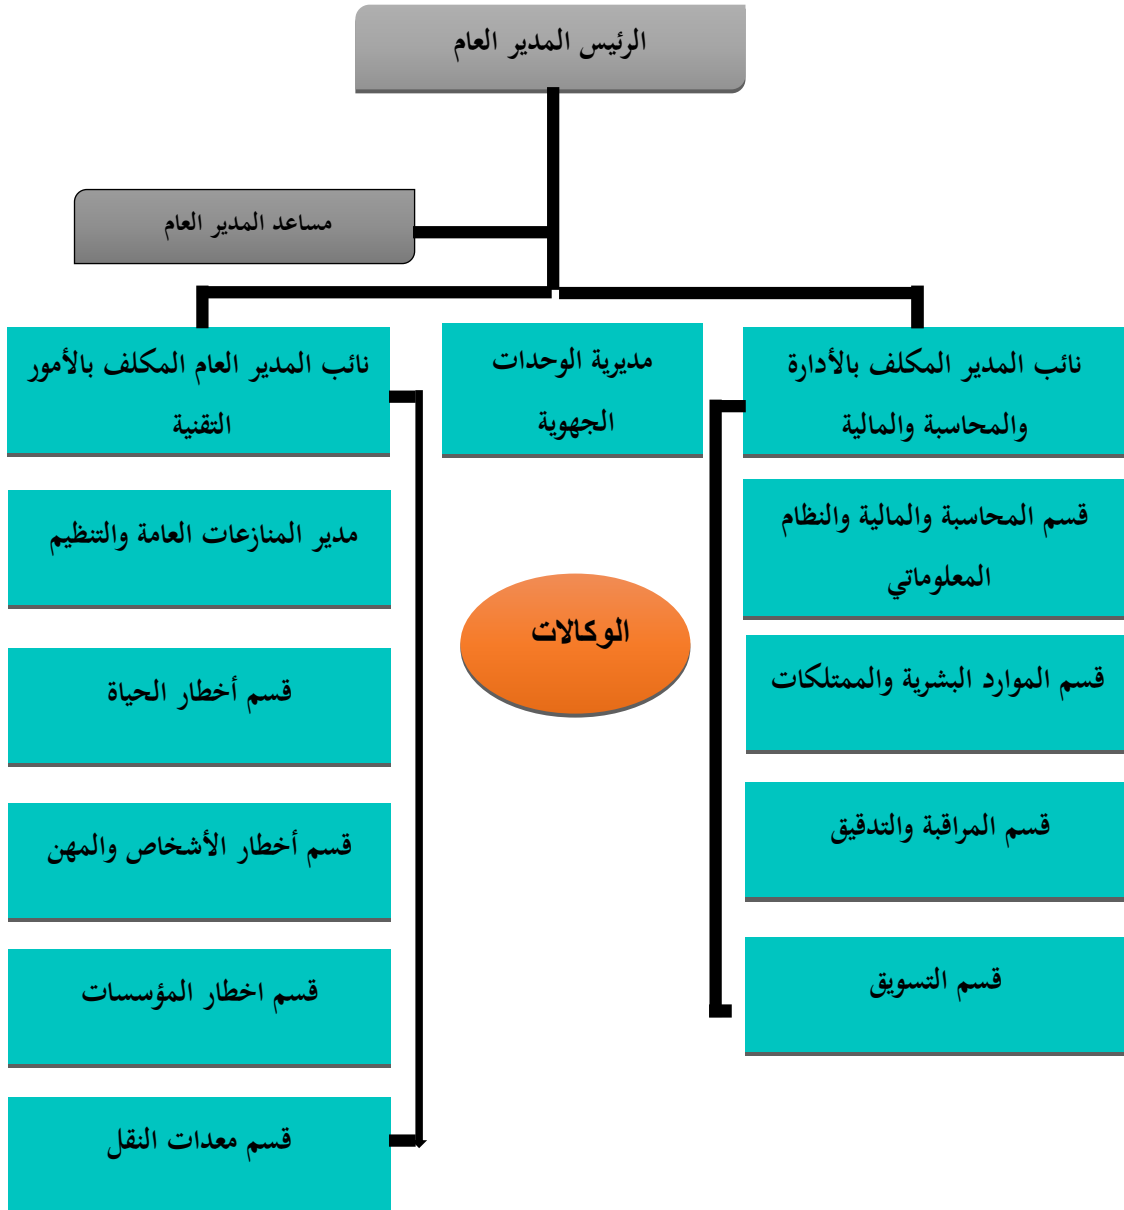 الرئيس المدير العام
مساعد المدير العام
نائب المدير المكلف بالأدارة
والمحاسبة والمالية
مديرية الوحدات
الجهوية
نائب المدير العام المكلف بالأمور
التقنية
قسم المحاسبة والمالية والنظام
المعلوماتي
قسم الموارد البشرية والممتلكات
قسم المراقبة والتدقيق
قسم التسويق
الوكالات
مدير المنازعات العامة والتنظيم
قسم أخطار الحياة
قسم أخطار الأشخاص والمهن
قسم اخطار المؤسسات
قسم معدات النقل